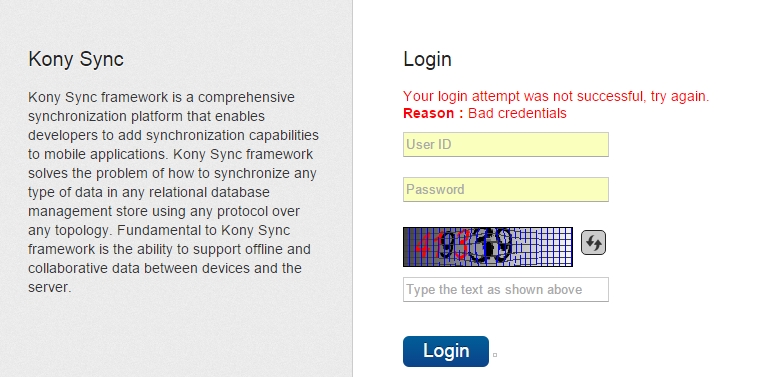 Kony Sync
Kony Sync framework is a comprehensive
synchronization platform that enables
developers to add synchronization capabilities
to mobile applications. Kony Sync framework
solves the problem of how to synchronize any
type of data in any relational database
management store using any protocol over
any topology. Fundamental to Kony Sync
framework is the ability to support offline and
collaborative data between devices and the
server.
Login
Your login attempt was not successful, try again.
Reason : Bad credentials
User ID
Password
Type the text as shown above
Login